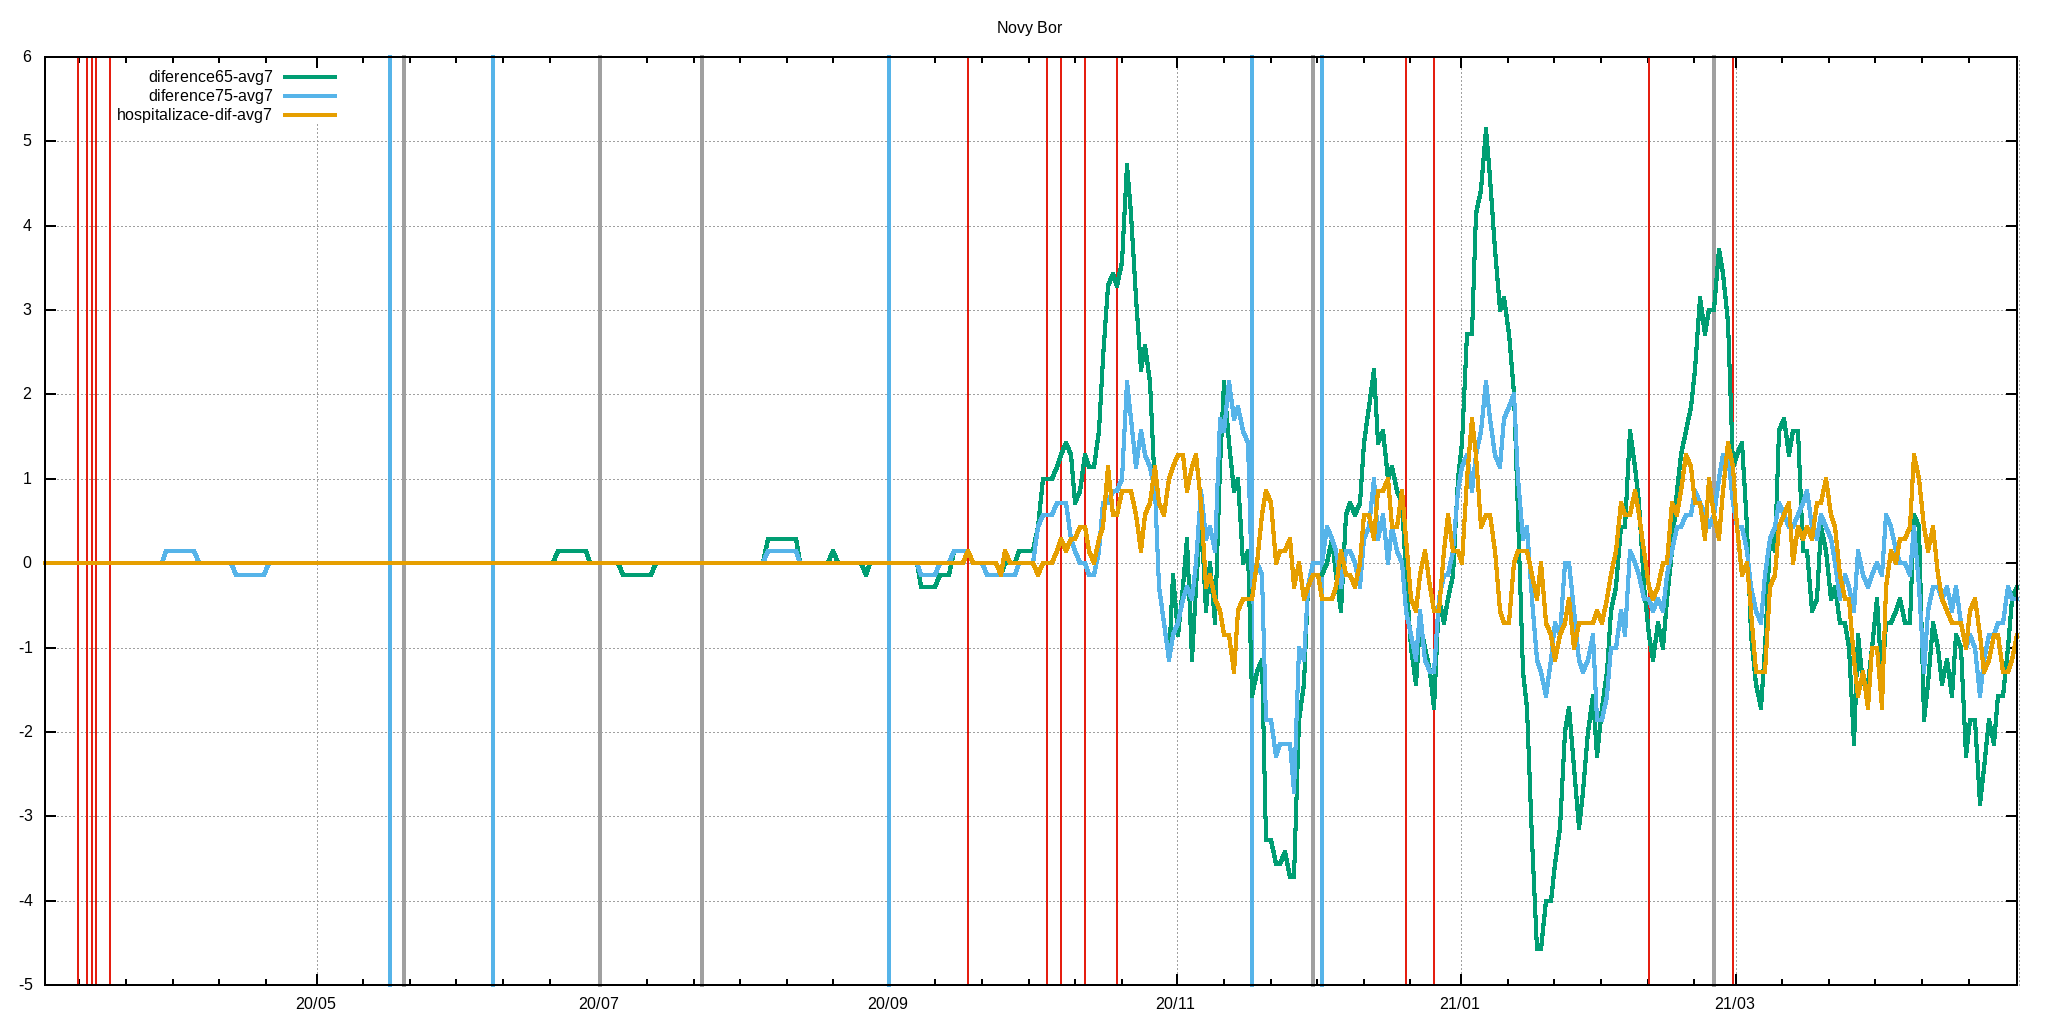 Novy Bor
6
diference65-avg7
diference75-avg7
hospitalizace-dif-avg7
5
4
3
2
1
0
-1
-2
-3
-4
-5
20/05 20/07 20/09 20/11 21/01 21/03